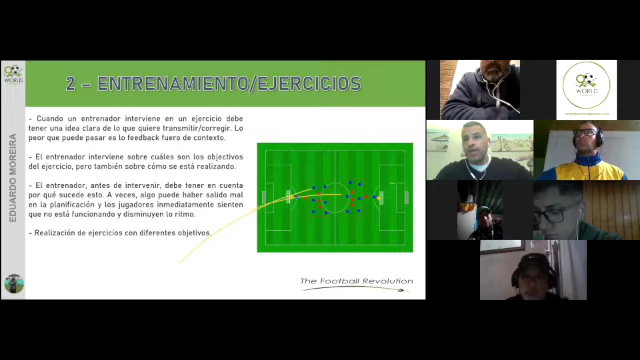 2 – ENTRENAMIENTO/EJERCICIOS
- Cuando un entrenador interviene en un ejercicio debe
tener una idea clara de lo que quiere transmitir/corregir. Lo
peor que puede pasar es lo feedback fuero de contexto.
- El entrenador interviene sobre cuáles son los objetivos
del ejercicio, pero también sobre cómo se está realizando.
- El entrenador, antes de intervenir, debe tener en cuenta
por qué sucede esto. A veces, algo puede haber salido mal
en la planificación y los jugadores inmediatamente sienten
que no está funcionando y disminuyen lo ritmo.
- Realización de ejercicios con diferentes objetivos.
EDUARDO MOREIRA
The Football Revolution
WORLD
WORLD